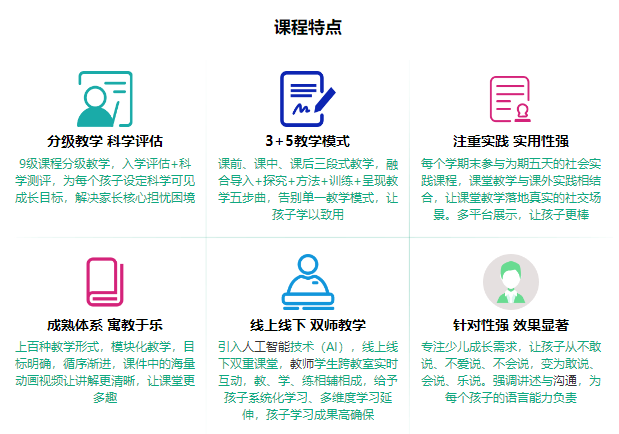 课程特点
分级教学 科学评估
9级课程分级教学，入学评估+科
学测评，为每个孩子设定科学可见
成长目标，解决家长核心担忧困境
3+5教学模式
课前、课中、课后三段式教学，融
合导入+探究+方法+训练+呈现教
学五步曲，告别单一教学模式，让
孩子学以致用
注重实践 实用性强
每个学期末参与为期五天的社会实
践课程，课堂教学与课外实践相结
合，让课堂教学落地真实的社交场
景。多平台展示，让孩子更棒
成熟体系 寓教于乐
上百种教学形式，模块化教学，目
标明确，循序渐进，课件中的海量
动画视频让讲解更清晰，让课堂更
多趣
线上线下 双师教学
引入人工智能技术（AI），线上线
下双重课堂，教师学生跨教室实时
互动，教、学、练相辅相成，给予
孩子系统化学习、多维度学习延
伸，孩子学习成果高确保
针对性强 效果显著
专注少儿成长需求，让孩子从不敢
说、不爱说、不会说，变为敢说、
会说、乐说。强调讲述与沟通，为
每个孩子的语言能力负责